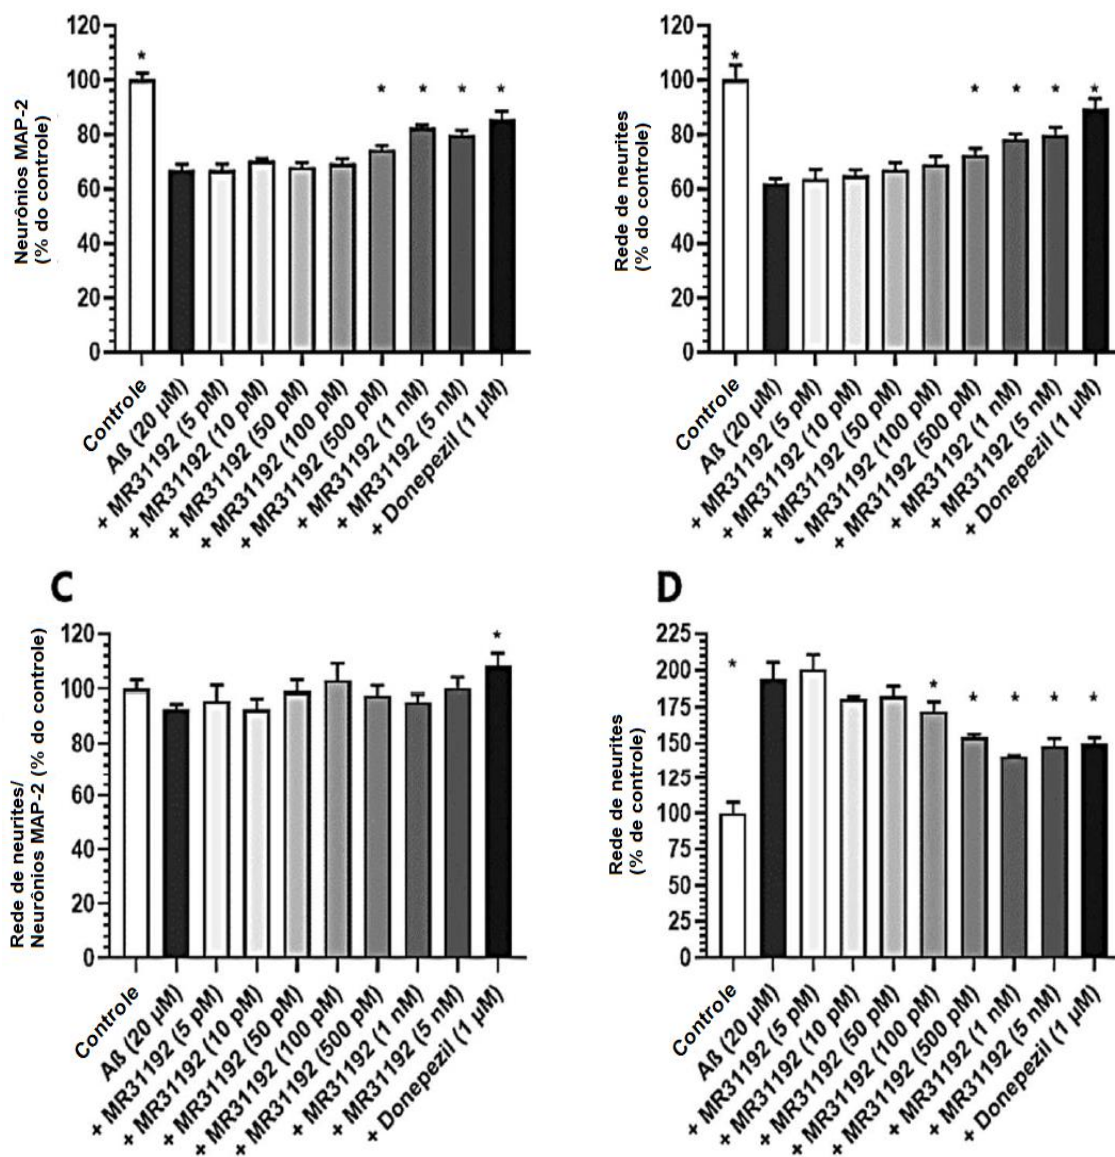 Neurônios MAP-2
(% do controle)
120
100
80
60
40
20
0
*
*
*
*
*
Controle
Aß (20 µM)
+ MR31192 (5 pM)
+ MR31192 (10 pM)
+ MR31192 (50 pM)
+ MR31192 (100 pM)
+ MR31192 (500 pM)
+ MR31192 (1 nM)
+ MR31192 (5 nM)
+ Donepezil (1 µM)
Rede de neurites
(% do controle)
120
100
80
60
40
20
0
*
*
*
*
*
Controle
Aß (20 µM)
+ MR31192 (5 pM)
+ MR31192 (10 pM)
+ MR31192 (50 pM)
MR31192 (100 pM)
+ MR31192 (500 pM)
+ MR31192 (1 nM)
+ MR31192 (5 nM)
+ Donepezil (1 µM)
C
Rede de neurites/
Neurônios MAP-2 (% do controle)
120
100
80
60
40
20
0
*
Controle
Aß (20 µM)
+ MR31192 (5 pM)
+ MR31192 (10 pM)
+ MR31192 (50 pM)
+ MR31192 (100 pM)
+ MR31192 (500 pM)
+ MR31192 (1 nM)
+ MR31192 (5 nM)
+ Donepezil (1 µM)
D
Rede de neurites
(% de controle)
225
200
175
150
125
100
75
50
25
0
*
*
*
*
*
*
Controle
Aß (20 µM)
+ MR31192 (5 pM)
+ MR31192 (10 pM)
+ MR31192 (50 pM)
+ MR31192 (100 pM)
+ MR31192 (500 pM)
+ MR31192 (1 nM)
+ MR31192 (5 nM)
+ Donepezil (1 µM)